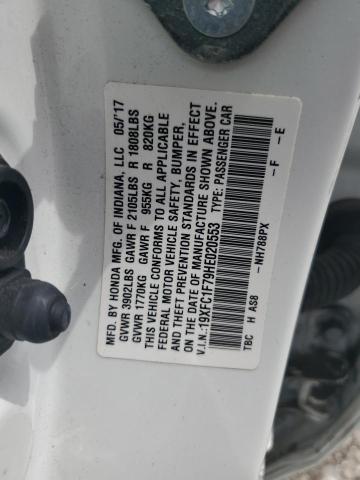 MFD. BY HONDA MFG. OF INDIANA, LLC 05/17
GVWR 3902LBS GAWR F 2105LBS R 1808LBS
GVWR 1770KG GAWR F 955KG R 820KG
THIS VEHICLE CONFORMS TO ALL APPLICABLE
FEDERAL MOTOR VEHICLE SAFETY, BUMPER,
AND THEFT PREVENTION STANDARDS IN EFFECT
ON THE DATE OF MANUFACTURE SHOWN ABOVE.
V.I.N.:19XFC1F79HE020553 TYPE: PASSENGER CAR
NH788PX F E
TBC H AS8